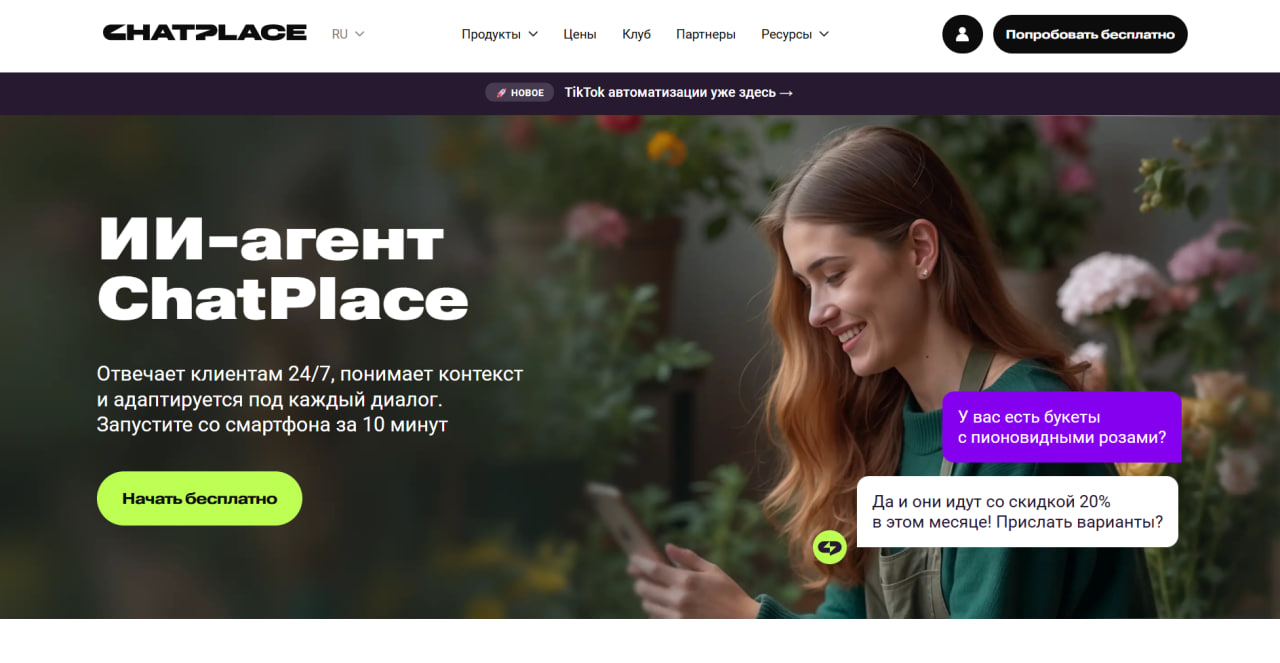 CHATPLACE
RU
Продукты
Цены
Клуб
Партнеры
Ресурсы
Попробовать бесплатно
НОВОЕ
TikTok автоматизации уже здесь →
ИИ-агент
ChatPlace
Отвечает клиентам 24/7, понимает контекст
и адаптируется под каждый диалог.
Запустите со смартфона за 10 минут
Начать бесплатно
У вас есть букеты
с пионовидными розами?
Да и они идут со скидкой 20%
в этом месяце! Прислать варианты?